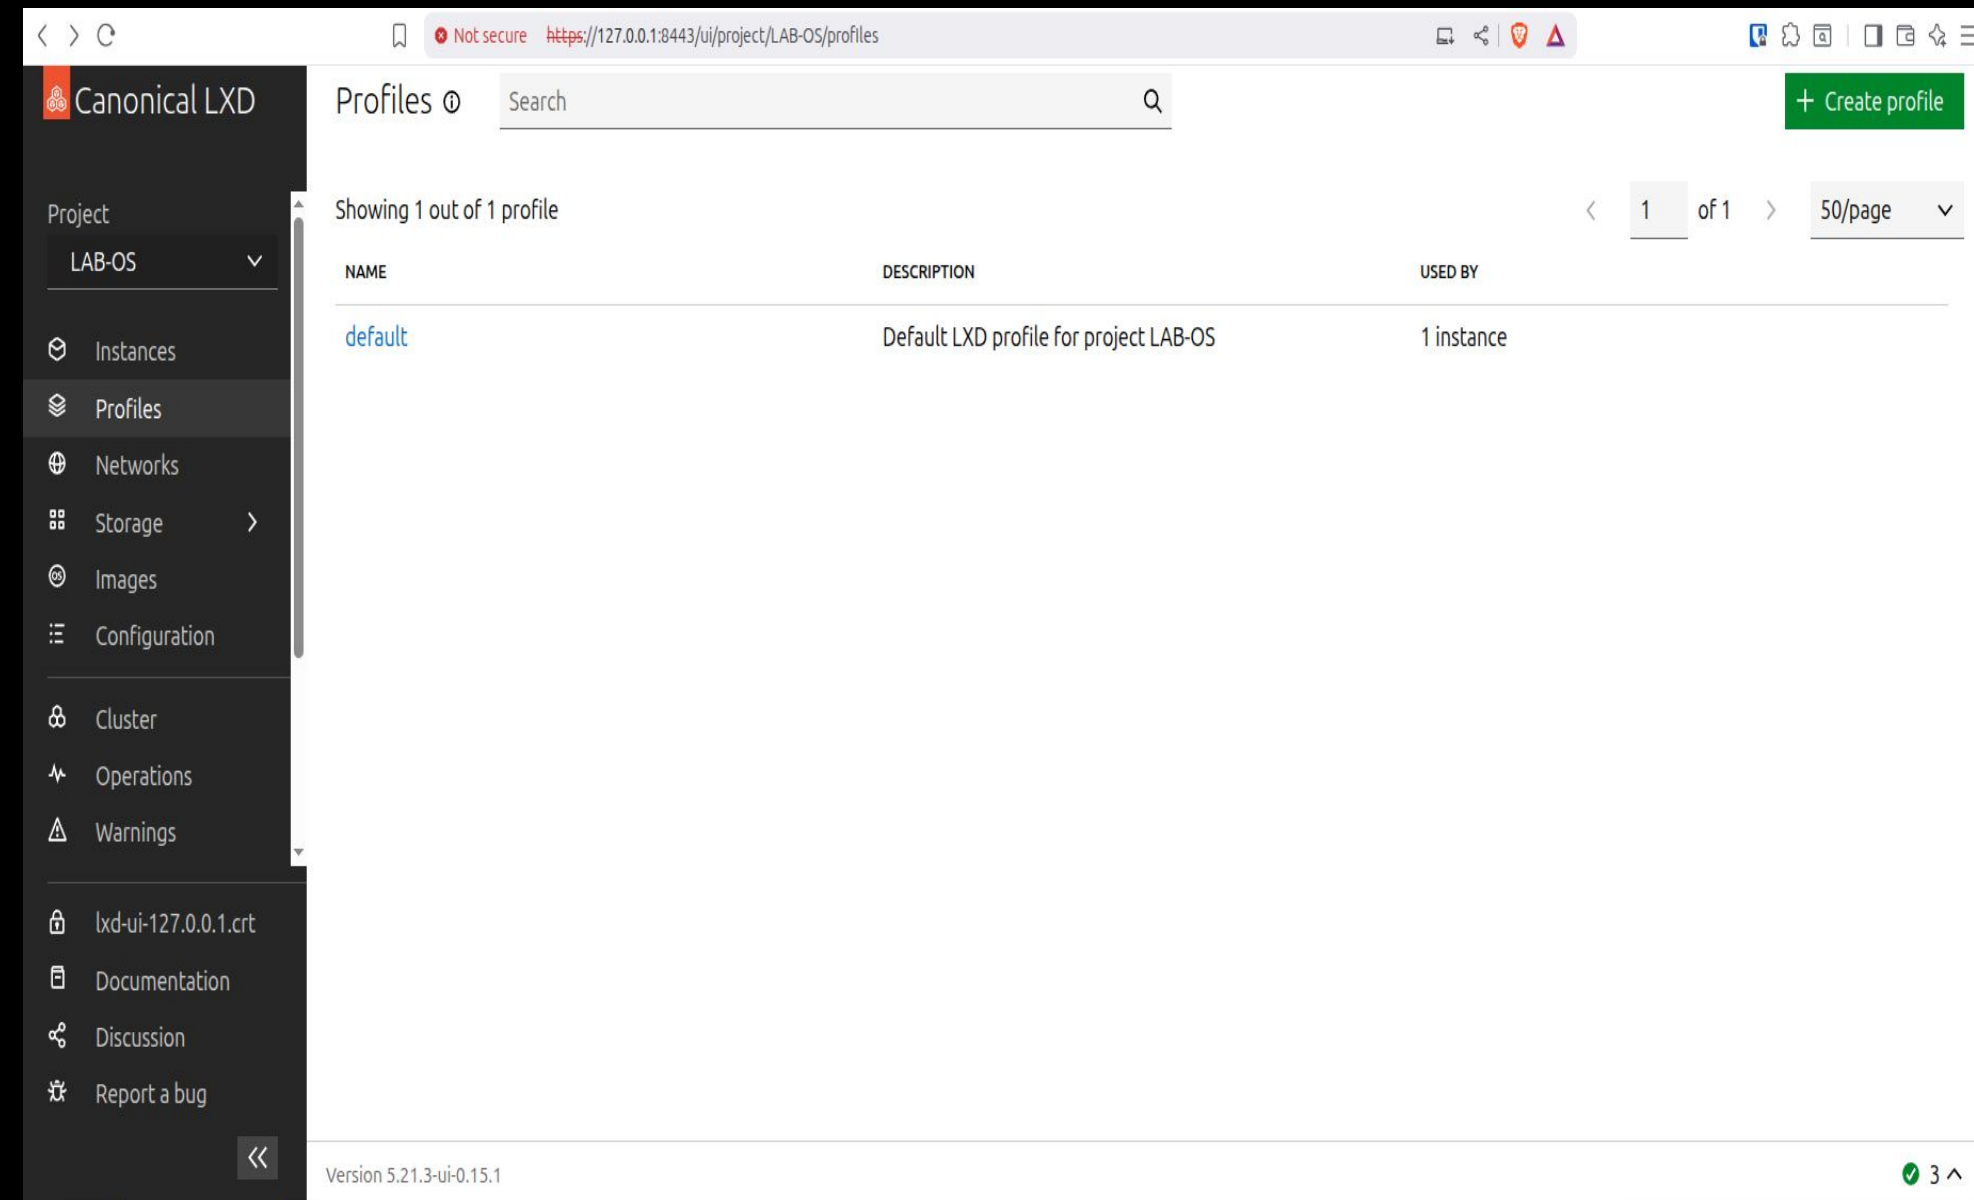 Not secure https://127.0.0.1:8443/ui/project/LAB-OS/profiles
Canonical LXD
Project
LAB-OS
Instances
Profiles
Networks
Storage
Images
Configuration
Cluster
Operations
Warnings
lxd-ui-127.0.0.1.crt
Documentation
Discussion
Report a bug
Profiles
Search
+ Create profile
Showing 1 out of 1 profile
1 of 1
50/page
NAME DESCRIPTION USED BY
default Default LXD profile for project LAB-OS 1 instance
Version 5.21.3-ui-0.15.1
3